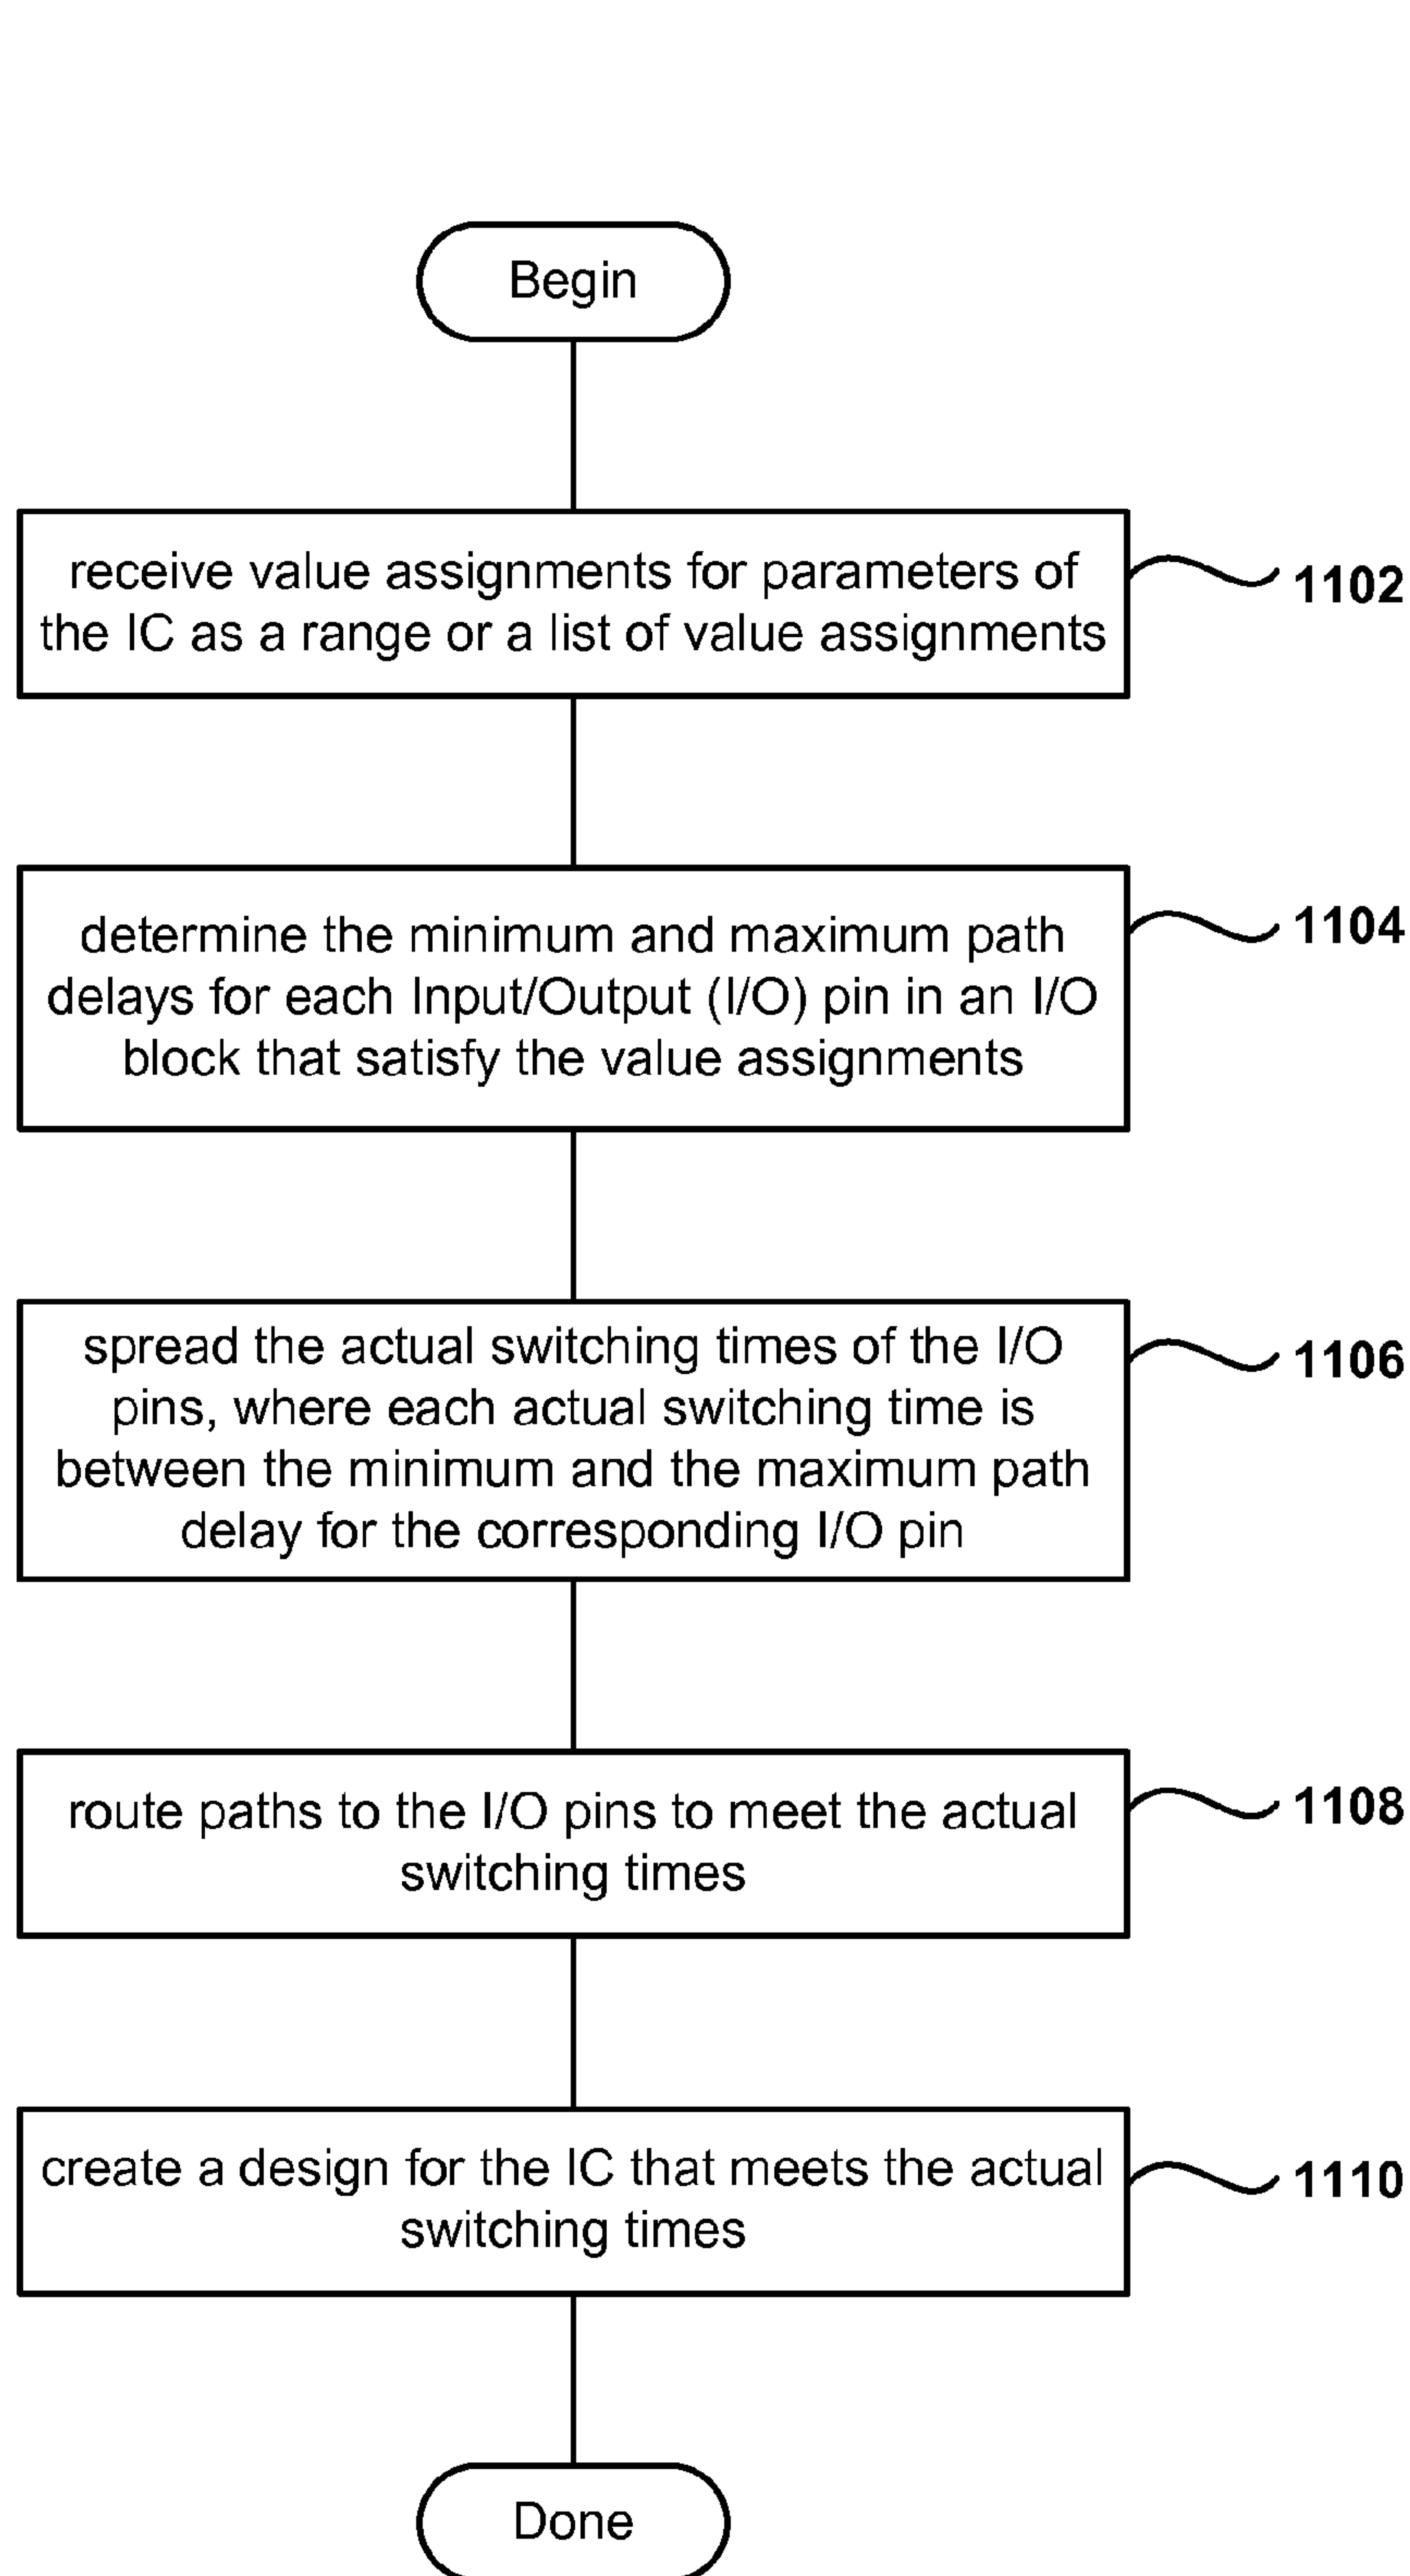 Begin
receive value assignments for parameters of
the IC as a range or a list of value assignments
1102
determine the minimum and maximum path
delays for each Input/Output (I/O) pin in an I/O
block that satisfy the value assignments
1104
spread the actual switching times of the I/O
pins, where each actual switching time is
between the minimum and the maximum path
delay for the corresponding I/O pin
1106
route paths to the I/O pins to meet the actual
switching times
1108
create a design for the IC that meets the actual
switching times
1110
Done